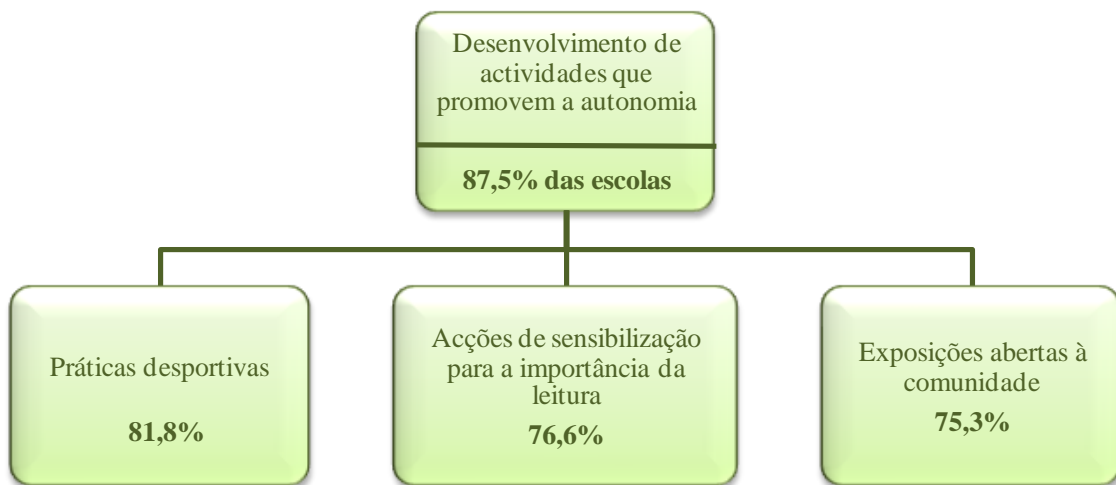 Desenvolvimento de
actividades que
promovem a autonomia
87,5% das escolas
Práticas desportivas
81,8%
Acções de sensibilização
para a importância da
leitura
76,6%
Exposições abertas à
comunidade
75,3%